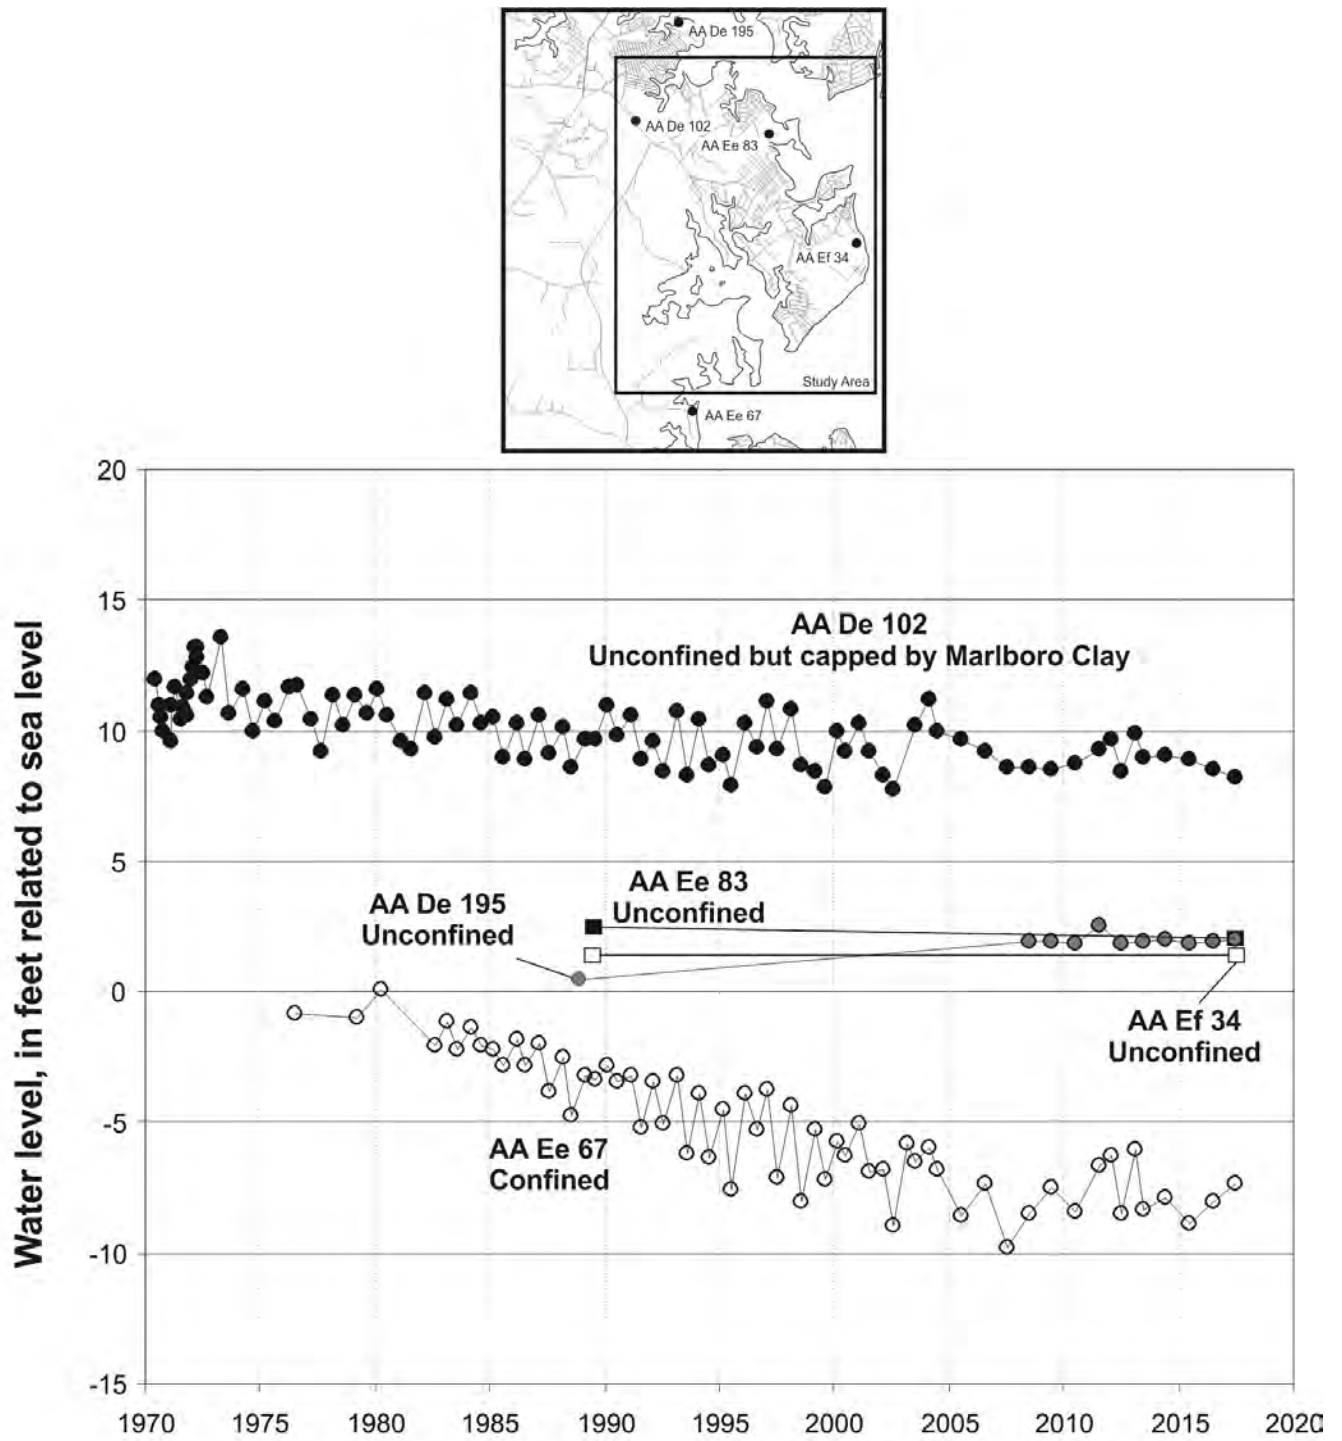 AA De 195
AA De 102
AA Ee 83
AA Ef 34
Study Area
AA Ee 67
Water level, in feet related to sea level
20
15
10
5
0
-5
-10
-15
AA De 102
Unconfined but capped by Marlboro Clay
AA Ee 83
Unconfined
AA De 195
Unconfined
AA Ef 34
Unconfined
AA Ee 67
Confined
1970 1975 1980 1985 1990 1995 2000 2005 2010 2015 2020